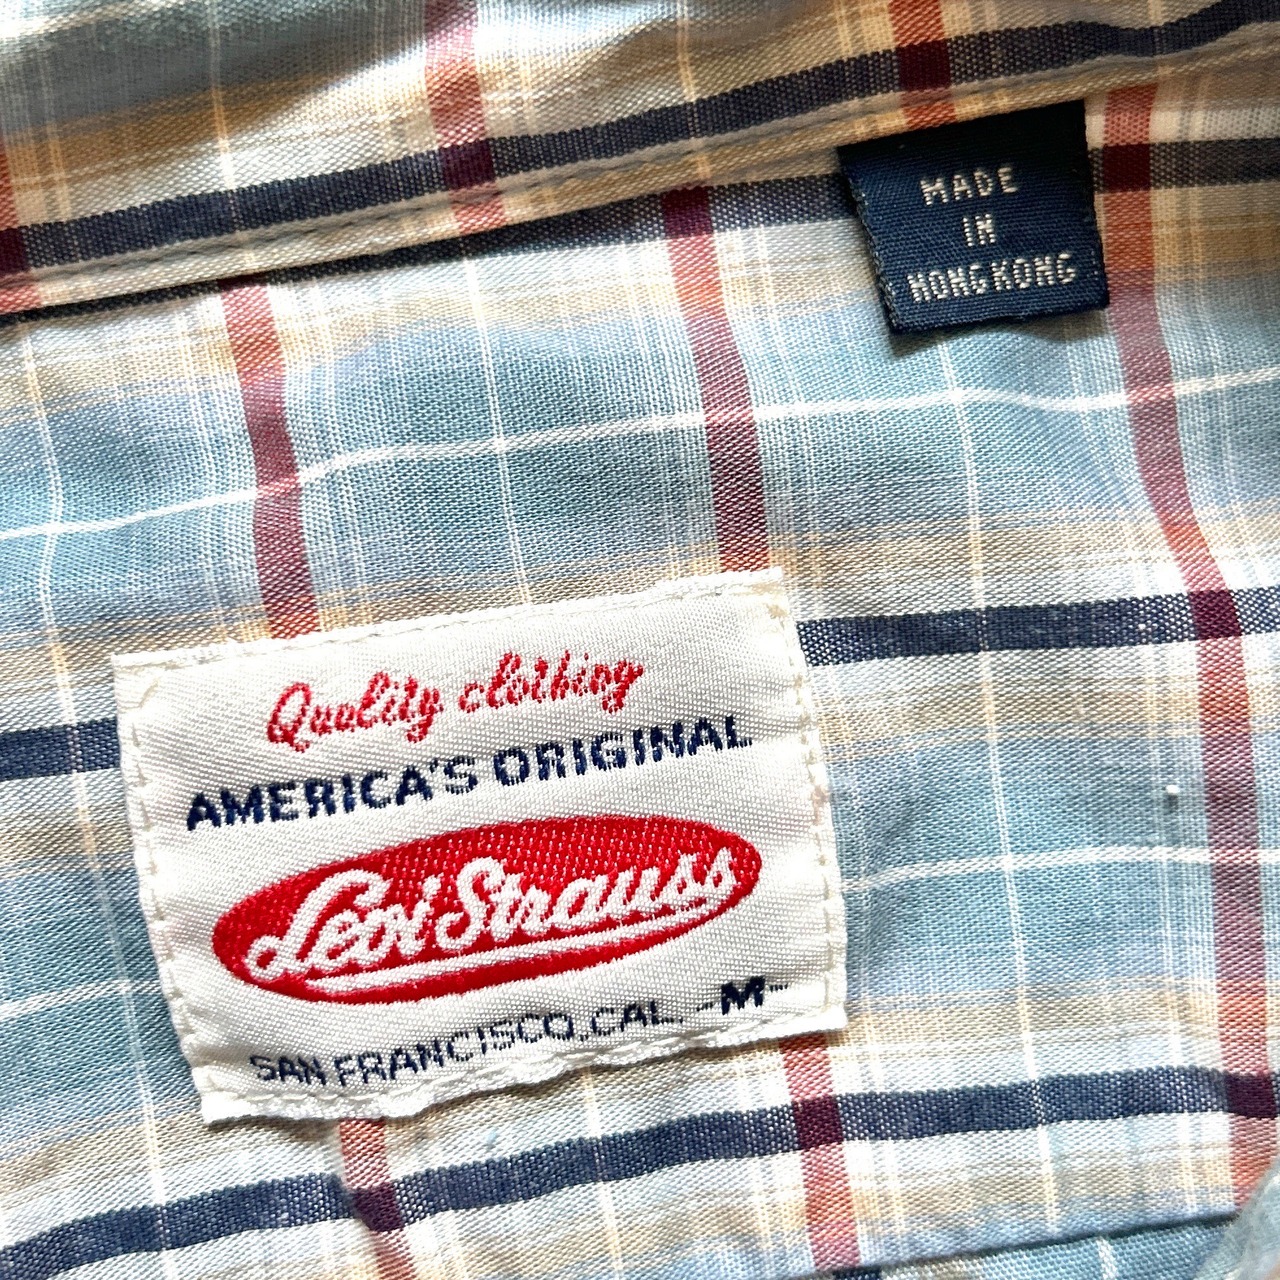 MADE
IN
HONG KONG
Quality clothing
AMERICA'S ORIGINAL
Levi Strauss
SAN FRANCISCO, CAL. -M-